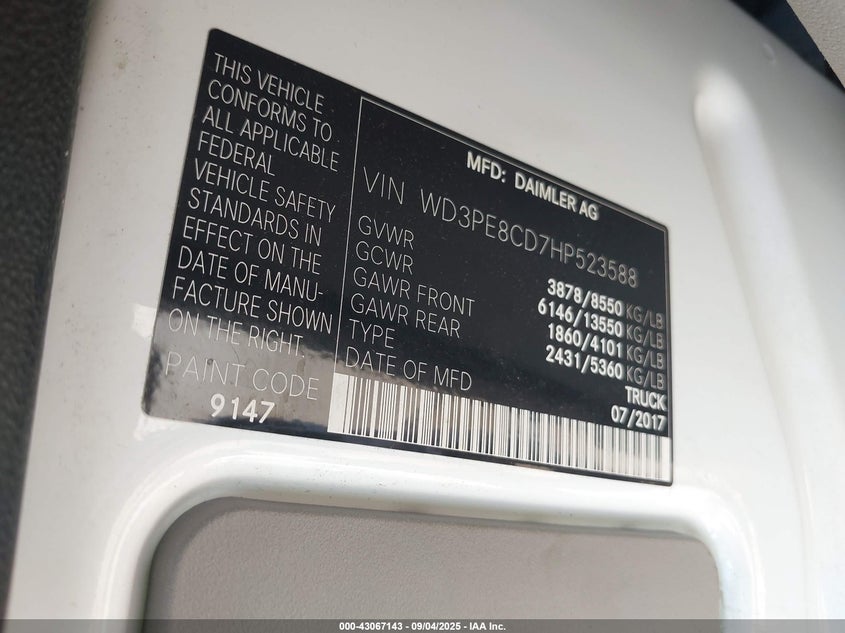 THIS VEHICLE
CONFORMS TO
ALL APPLICABLE
FEDERAL
VEHICLE SAFETY
STANDARDS IN
EFFECT ON THE
DATE OF MANU-
FACTURE SHOWN
ON THE RIGHT.
PAINT CODE
9147
MFD: DAIMLER AG
VIN WD3PE8CD7HP523588
GVWR 3878/8550 KG/LB
GCWR 6146/13550 KG/LB
GAWR FRONT 1860/4101 KG/LB
GAWR REAR 2431/5360 KG/LB
TYPE TRUCK
DATE OF MFD 07/2017
000-43067143 - 09/04/2025 - IAA Inc.